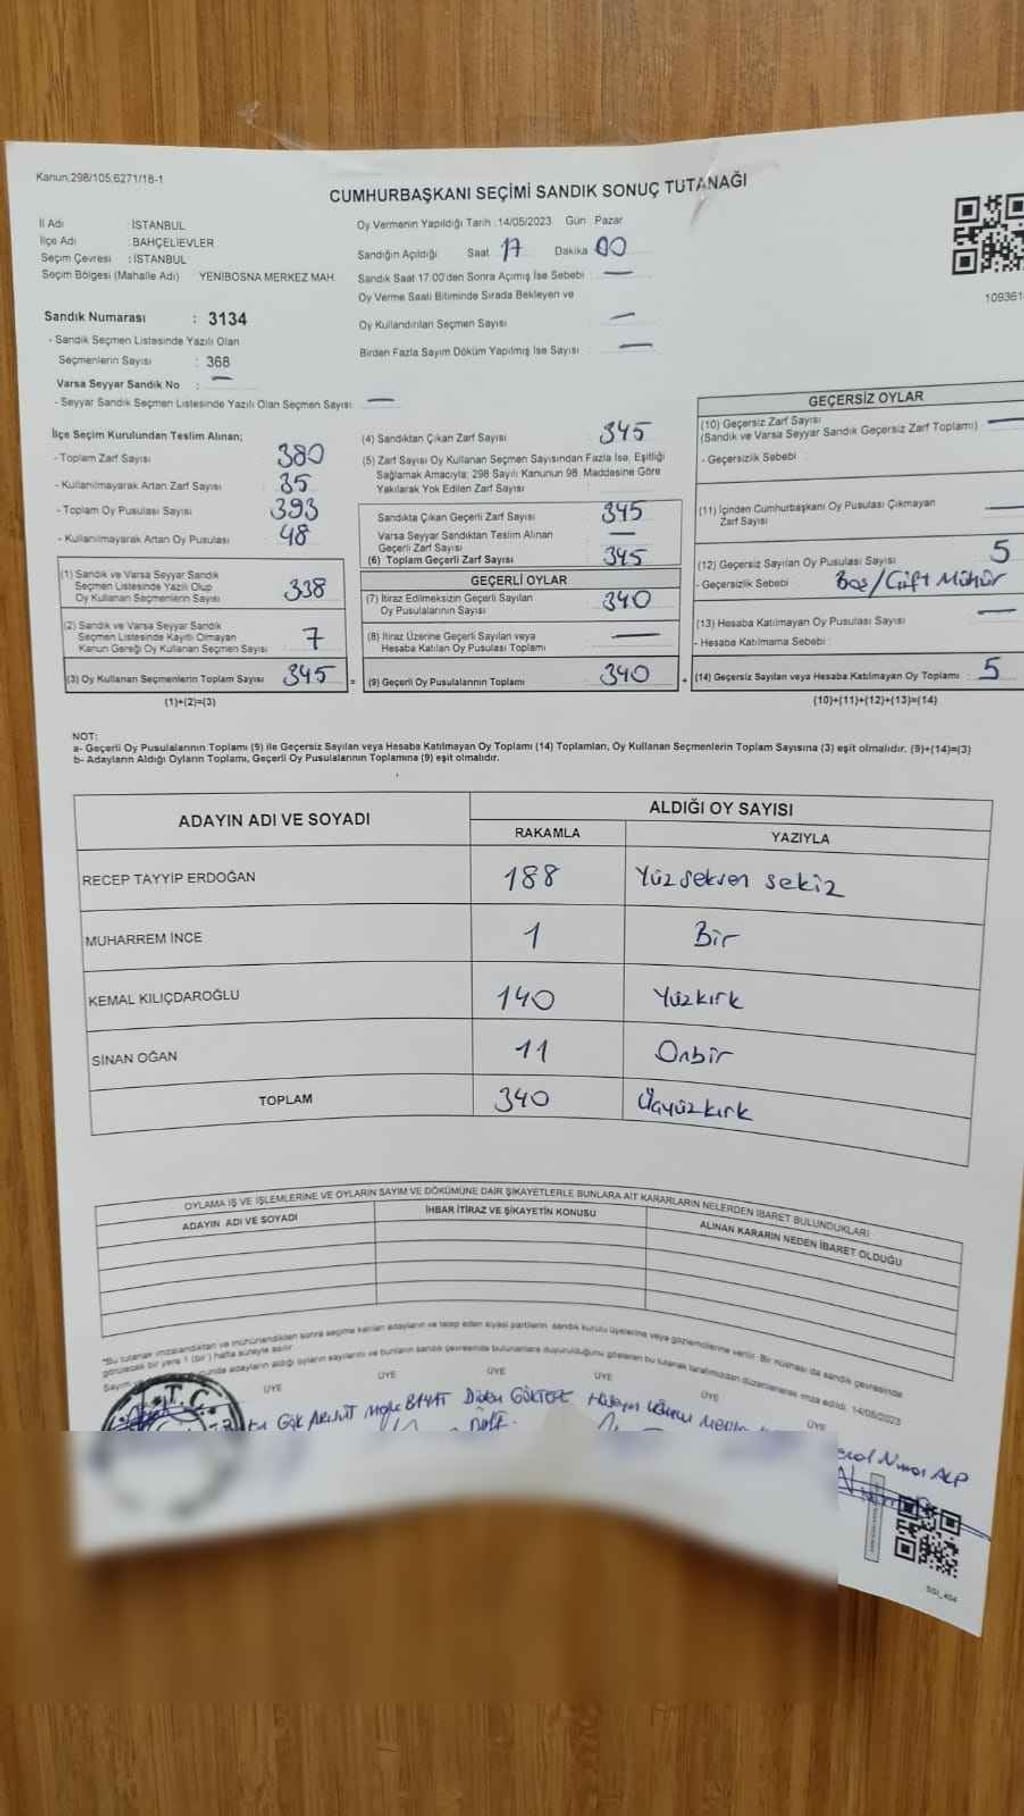 Kanun:298/105;6271/18-1
CUMHURBAŞKANI SEÇİMİ SANDIK SONUÇ TUTANAĞI
İl Adı : İSTANBUL
İlçe Adı : BAHÇELİEVLER
Seçim Çevresi : İSTANBUL
Seçim Bölgesi (Mahalle Adı) YENİBOSNA MERKEZ MAH.
Oy Vermenin Yapıldığı Tarih :14/05/2023 Gün : Pazar
Sandığın Açıldığı Saat 17 Dakika 00
Sandık Saat 17:00'den Sonra Açılmış İse Sebebi : —
Oy Verme Saati Bitiminde Sırada Bekleyen ve
Oy Kullandırılan Seçmen Sayısı —
Birden Fazla Sayım Döküm Yapılmış İse Sayısı : —
109361
Sandık Numarası : 3134
- Sandık Seçmen Listesinde Yazılı Olan
Seçmenlerin Sayısı : 368
Varsa Seyyar Sandık No : —
- Seyyar Sandık Seçmen Listesinde Yazılı Olan Seçmen Sayısı: —
İlçe Seçim Kurulundan Teslim Alınan;
- Toplam Zarf Sayısı 380
- Kullanılmayarak Artan Zarf Sayısı : 35
- Toplam Oy Pusulası Sayısı : 393
- Kullanılmayarak Artan Oy Pusulası : 48
(1) Sandık ve Varsa Seyyar Sandık
Seçmen Listesinde Yazılı Olup
Oy Kullanan Seçmenlerin Sayısı 338
(2) Sandık ve Varsa Seyyar Sandık
Seçmen Listesinde Kayıtlı Olmayan
Kanun Gereği Oy Kullanan Seçmen Sayısı 7
(3) Oy Kullanan Seçmenlerin Toplam Sayısı 345 =
(1)+(2)=(3)
(4) Sandıktan Çıkan Zarf Sayısı : 345
(5) Zarf Sayısı Oy Kullanan Seçmen Sayısından Fazla İse, Eşitliği
Sağlamak Amacıyla; 298 Sayılı Kanunun 98. Maddesine Göre
Yakılarak Yok Edilen Zarf Sayısı
Sandıkta Çıkan Geçerli Zarf Sayısı : 345
Varsa Seyyar Sandıktan Teslim Alınan
Geçerli Zarf Sayısı —
(6) Toplam Geçerli Zarf Sayısı : 345
GEÇERLİ OYLAR
(7) İtiraz Edilmeksizin Geçerli Sayılan
Oy Pusulalarının Sayısı 340
(8) İtiraz Üzerine Geçerli Sayılan veya
Hesaba Katılan Oy Pusulası Toplamı —
(9) Geçerli Oy Pusulalarının Toplamı 340 +
GEÇERSİZ OYLAR
(10) Geçersiz Zarf Sayısı
(Sandık ve Varsa Seyyar Sandık Geçersiz Zarf Toplamı) —
- Geçersizlik Sebebi
(11) İçinden Cumhurbaşkanı Oy Pusulası Çıkmayan
Zarf Sayısı —
(12) Geçersiz Sayılan Oy Pusulası Sayısı 5
- Geçersizlik Sebebi Boş/Çift Mühür
(13) Hesaba Katılmayan Oy Pusulası Sayısı : —
- Hesaba Katılmama Sebebi :
(14) Geçersiz Sayılan veya Hesaba Katılmayan Oy Toplamı : 5
(10)+(11)+(12)+(13)=(14)
NOT:
a- Geçerli Oy Pusulalarının Toplamı (9) ile Geçersiz Sayılan veya Hesaba Katılmayan Oy Toplamı (14) Toplamları, Oy Kullanan Seçmenlerin Toplam Sayısına (3) eşit olmalıdır. (9)+(14)=(3)
b- Adayların Aldığı Oyların Toplamı, Geçerli Oy Pusulalarının Toplamına (9) eşit olmalıdır.
ADAYIN ADI VE SOYADI ALDIĞI OY SAYISI
RAKAMLA YAZIYLA
RECEP TAYYİP ERDOĞAN 188 Yüzseksen sekiz
MUHARREM İNCE 1 Bir
KEMAL KILIÇDAROĞLU 140 Yüzkırk
SİNAN OĞAN 11 Onbir
TOPLAM 340 Üçyüzkırk
OYLAMA İŞ VE İŞLEMLERİNE VE OYLARIN SAYIM VE DÖKÜMÜNE DAİR ŞİKAYETLERLE BUNLARA AİT KARARLARIN NELERDEN İBARET BULUNDUKLARI
ADAYIN ADI VE SOYADI İHBAR İTİRAZ VE ŞİKAYETİN KONUSU ALINAN KARARIN NEDEN İBARET OLDUĞU
*Bu tutanak imzalandıktan ve mühürlendikten sonra seçime katılan adayların ve talep eden siyasi partilerin sandık kurulu üyelerine veya gözlemcilerine verilir. Bir nüshası da sandık çevresinde
görülecek bir yere 1 (bir) hafta süreyle asılır
adayların aldığı oyların sayılarını ve bunların sandık çevresinde bulunanlara duyurulduğunu gösteren bu tutanak tarafımızdan düzenlenerek imza edildi. 14/05/2023
ÜYE ÜYE ÜYE ÜYE ÜYE ÜYE
T.C.
Gök BAYAT GÖKTEPE Hüseyin ALP